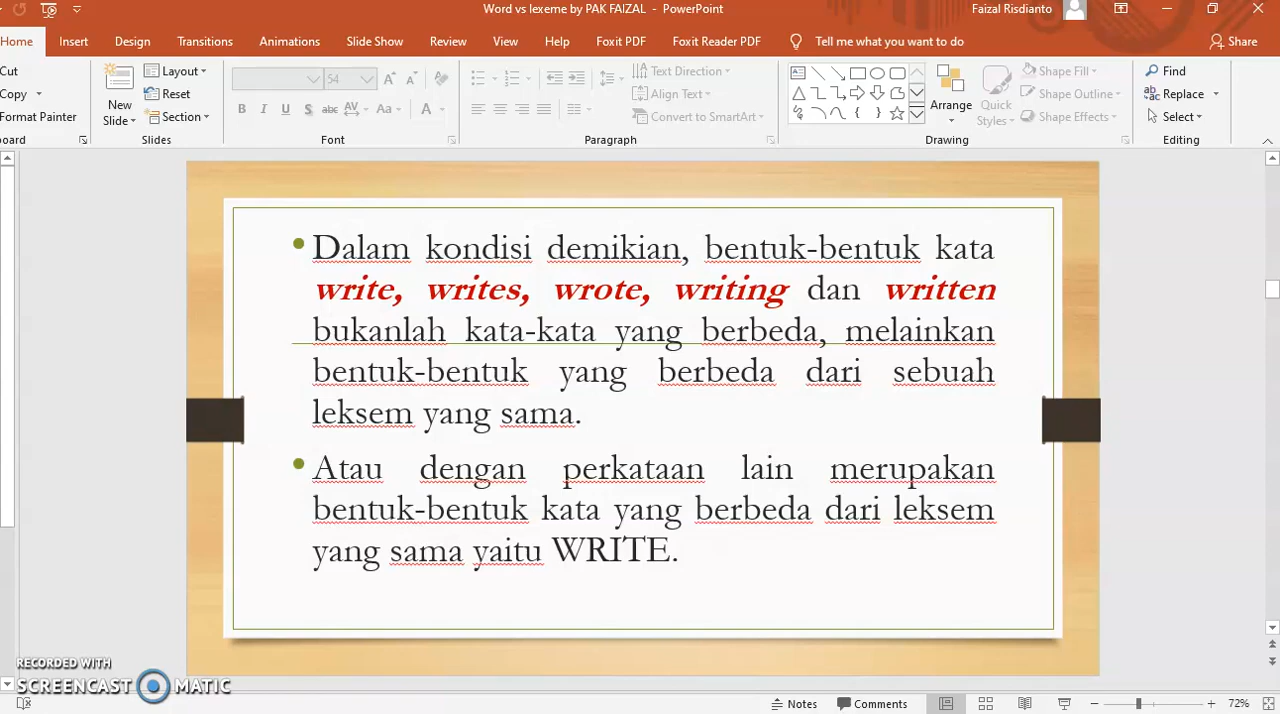 Word vs lexeme by PAK FAIZAL - PowerPoint
Faizal Risdianto
Home Insert Design Transitions Animations Slide Show Review View Help Foxit PDF Foxit Reader PDF Tell me what you want to do Share
Cut
Copy
Format Painter
board
New Slide
Layout
Reset
Section
Slides
54
B I U S abc AV Aa A
Font
Text Direction
Align Text
Convert to SmartArt
Paragraph
Arrange
Quick Styles
Shape Fill
Shape Outline
Shape Effects
Drawing
Find
Replace
Select
Editing
• Dalam kondisi demikian, bentuk-bentuk kata
write, writes, wrote, writing dan written
bukanlah kata-kata yang berbeda, melainkan
bentuk-bentuk yang berbeda dari sebuah
leksem yang sama.
• Atau dengan perkataan lain merupakan
bentuk-bentuk kata yang berbeda dari leksem
yang sama yaitu WRITE.
RECORDED WITH
SCREENCAST MATIC
Notes Comments 72%